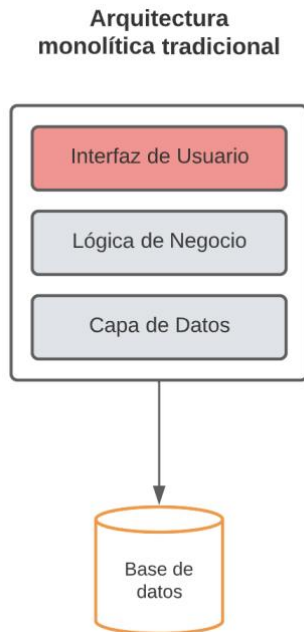 Arquitectura
monolítica tradicional
Interfaz de Usuario
Lógica de Negocio
Capa de Datos
Base de
datos